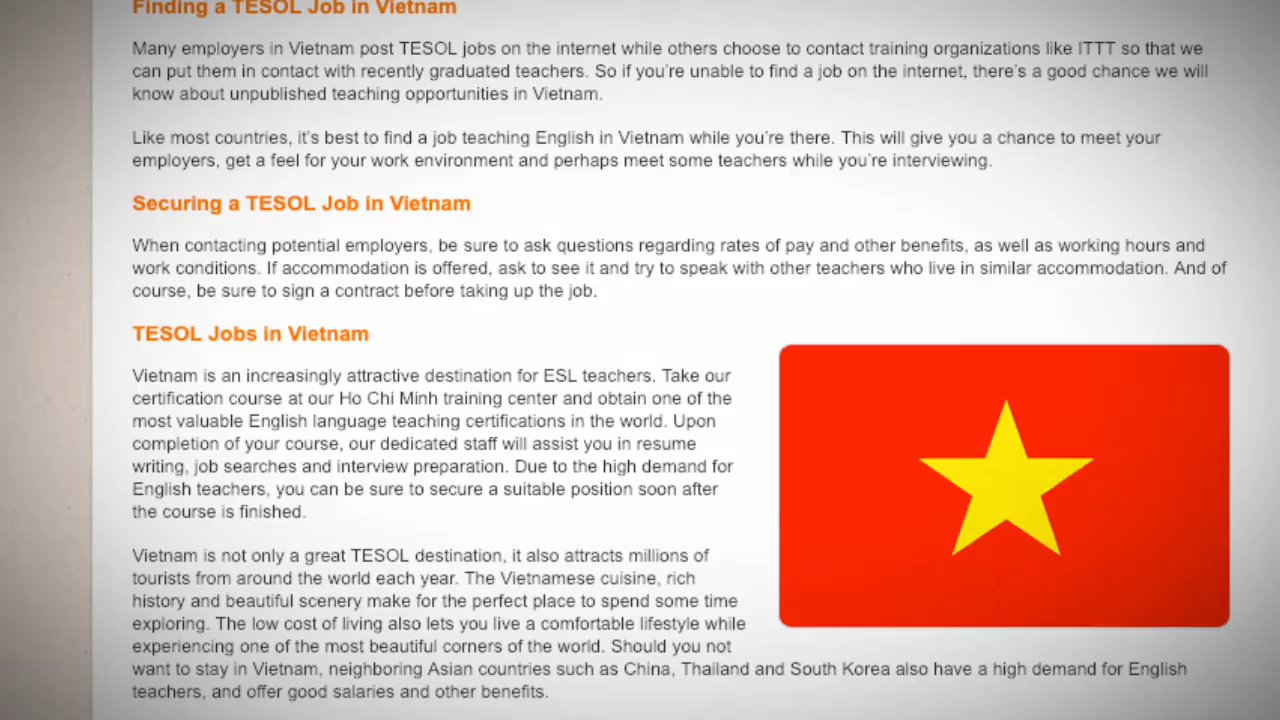 Finding a TESOL Job in Vietnam
Many employers in Vietnam post TESOL jobs on the internet while others choose to contact training organizations like ITTT so that we
can put them in contact with recently graduated teachers. So if you're unable to find a job on the internet, there's a good chance we will
know about unpublished teaching opportunities in Vietnam.
Like most countries, it's best to find a job teaching English in Vietnam while you're there. This will give you a chance to meet your
employers, get a feel for your work environment and perhaps meet some teachers while you're interviewing.
Securing a TESOL Job in Vietnam
When contacting potential employers, be sure to ask questions regarding rates of pay and other benefits, as well as working hours and
work conditions. If accommodation is offered, ask to see it and try to speak with other teachers who live in similar accommodation. And of
course, be sure to sign a contract before taking up the job.
TESOL Jobs in Vietnam
Vietnam is an increasingly attractive destination for ESL teachers. Take our
certification course at our Ho Chi Minh training center and obtain one of the
most valuable English language teaching certifications in the world. Upon
completion of your course, our dedicated staff will assist you in resume
writing, job searches and interview preparation. Due to the high demand for
English teachers, you can be sure to secure a suitable position soon after
the course is finished.
Vietnam is not only a great TESOL destination, it also attracts millions of
tourists from around the world each year. The Vietnamese cuisine, rich
history and beautiful scenery make for the perfect place to spend some time
exploring. The low cost of living also lets you live a comfortable lifestyle while
experiencing one of the most beautiful corners of the world. Should you not
want to stay in Vietnam, neighboring Asian countries such as China, Thailand and South Korea also have a high demand for English
teachers, and offer good salaries and other benefits.